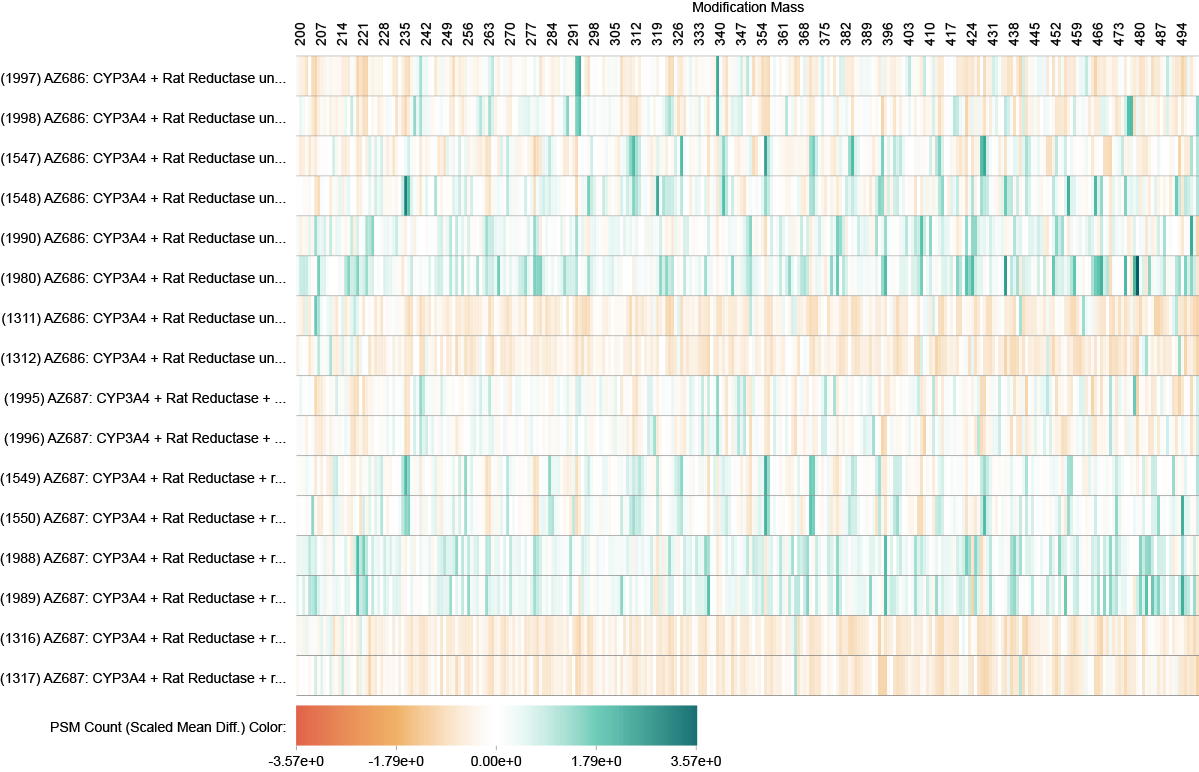 Modification Mass
200 207 214 221 228 235 242 249 256 263 270 277 284 291 298 305 312 319 326 333 340 347 354 361 368 375 382 389 396 403 410 417 424 431 438 445 452 459 466 473 480 487 494
(1997) AZ686: CYP3A4 + Rat Reductase un...
(1998) AZ686: CYP3A4 + Rat Reductase un...
(1547) AZ686: CYP3A4 + Rat Reductase un...
(1548) AZ686: CYP3A4 + Rat Reductase un...
(1990) AZ686: CYP3A4 + Rat Reductase un...
(1980) AZ686: CYP3A4 + Rat Reductase un...
(1311) AZ686: CYP3A4 + Rat Reductase un...
(1312) AZ686: CYP3A4 + Rat Reductase un...
(1995) AZ687: CYP3A4 + Rat Reductase + ...
(1996) AZ687: CYP3A4 + Rat Reductase + ...
(1549) AZ687: CYP3A4 + Rat Reductase + r...
(1550) AZ687: CYP3A4 + Rat Reductase + r...
(1988) AZ687: CYP3A4 + Rat Reductase + r...
(1989) AZ687: CYP3A4 + Rat Reductase + r...
(1316) AZ687: CYP3A4 + Rat Reductase + r...
(1317) AZ687: CYP3A4 + Rat Reductase + r...
PSM Count (Scaled Mean Diff.) Color:
-3.57e+0 -1.79e+0 0.00e+0 1.79e+0 3.57e+0